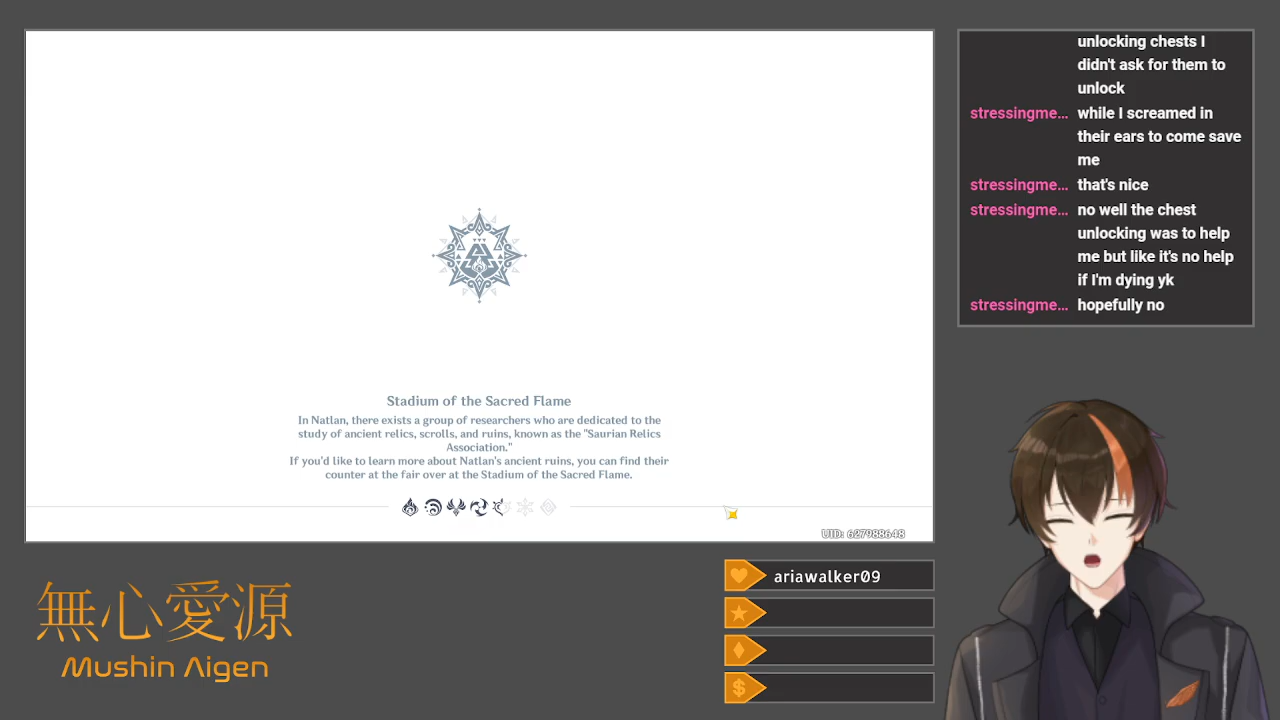 unlocking chests I
didn't ask for them to
unlock
stressingme... while I screamed in
their ears to come save
me
stressingme... that's nice
stressingme... no well the chest
unlocking was to help
me but like it's no help
if I'm dying yk
stressingme... hopefully no
Stadium of the Sacred Flame
In Natlan, there exists a group of researchers who are dedicated to the
study of ancient relics, scrolls, and ruins, known as the "Saurian Relics
Association."
If you'd like to learn more about Natlan's ancient ruins, you can find their
counter at the fair over at the Stadium of the Sacred Flame.
UID: 627988648
無心愛源
Mushin Aigen
ariawalker09
$